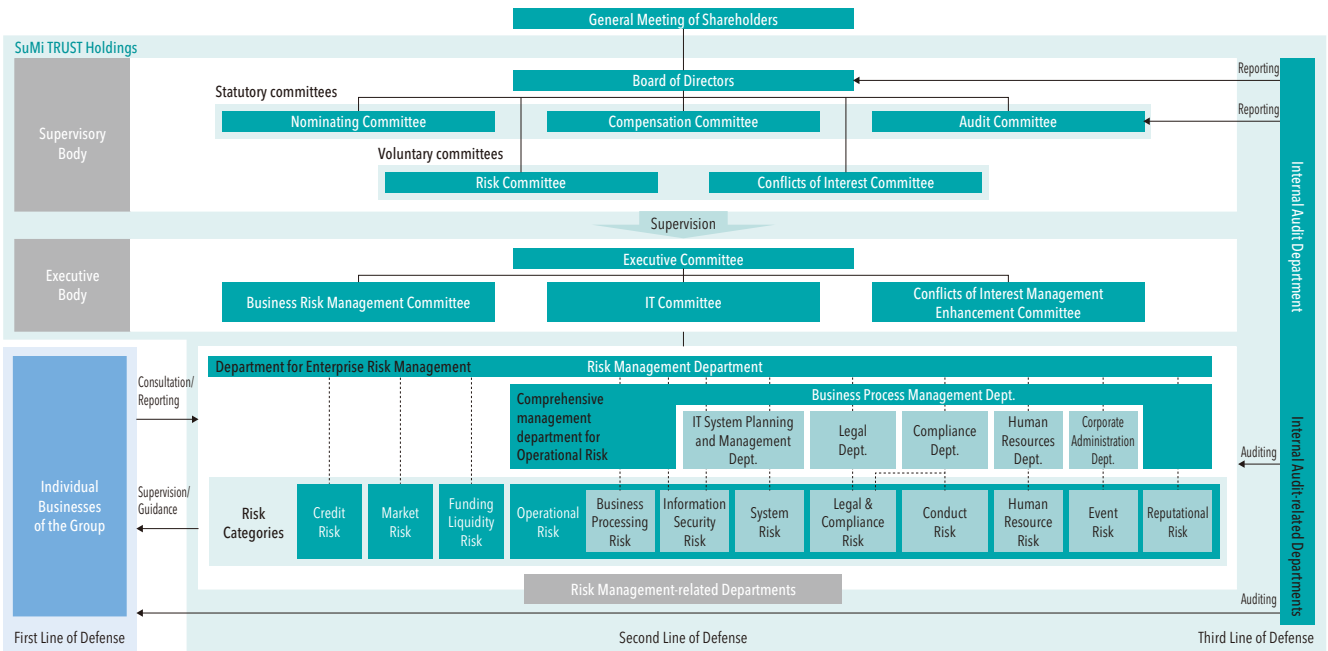 General Meeting of Shareholders
SuMi TRUST Holdings
Supervisory
Body
Board of Directors
Statutory committees
Nominating Committee
Compensation Committee
Audit Committee
Voluntary committees
Risk Committee
Conflicts of Interest Committee
Reporting
Reporting
Supervision
Executive
Body
Executive Committee
Business Risk Management Committee
IT Committee
Conflicts of Interest Management
Enhancement Committee
Internal Audit Department
Individual
Businesses
of the Group
Consultation/
Reporting
Supervision/
Guidance
Department for Enterprise Risk Management
Risk Management Department
Comprehensive
management
department for
Operational Risk
Business Process Management Dept.
IT System Planning
and Management
Dept.
Legal
Dept.
Compliance
Dept.
Human
Resources
Dept.
Corporate
Administration
Dept.
Risk
Categories
Credit
Risk
Market
Risk
Funding
Liquidity
Risk
Operational
Risk
Business
Processing
Risk
Information
Security
Risk
System
Risk
Legal &
Compliance
Risk
Conduct
Risk
Human
Resource
Risk
Event
Risk
Reputational
Risk
Risk Management-related Departments
Auditing
Auditing
Internal Audit-related Departments
First Line of Defense
Second Line of Defense
Third Line of Defense